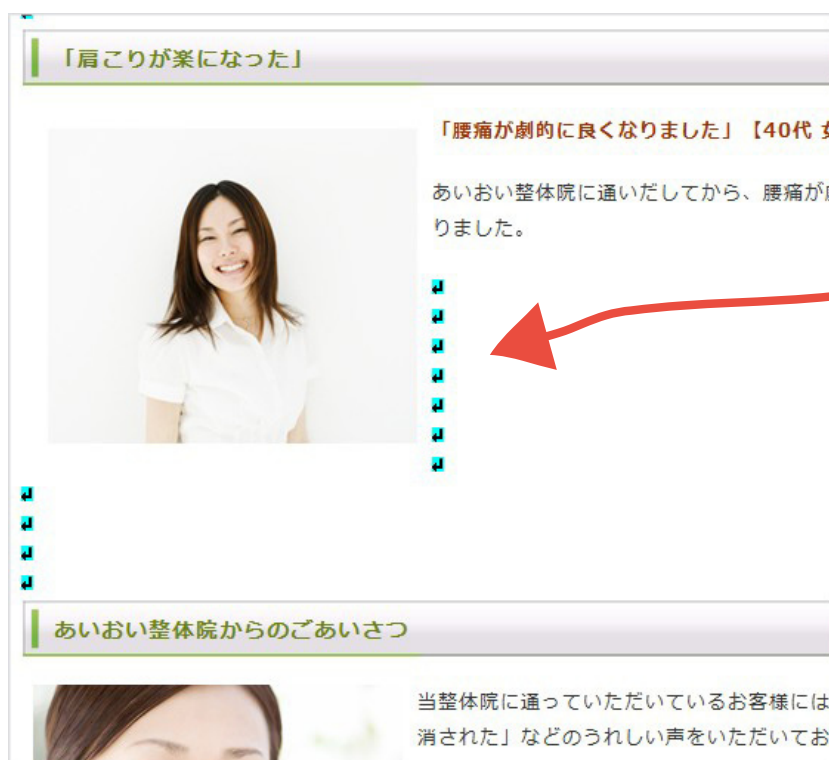 「肩こりが楽になった」
「腰痛が劇的に良くなりました」【40代
あいおい整体院に通いだしてから、腰痛が
りました。
あいおい整体院からのごあいさつ
当整体院に通っていただいているお客様には
消された」などのうれしい声をいただいてお